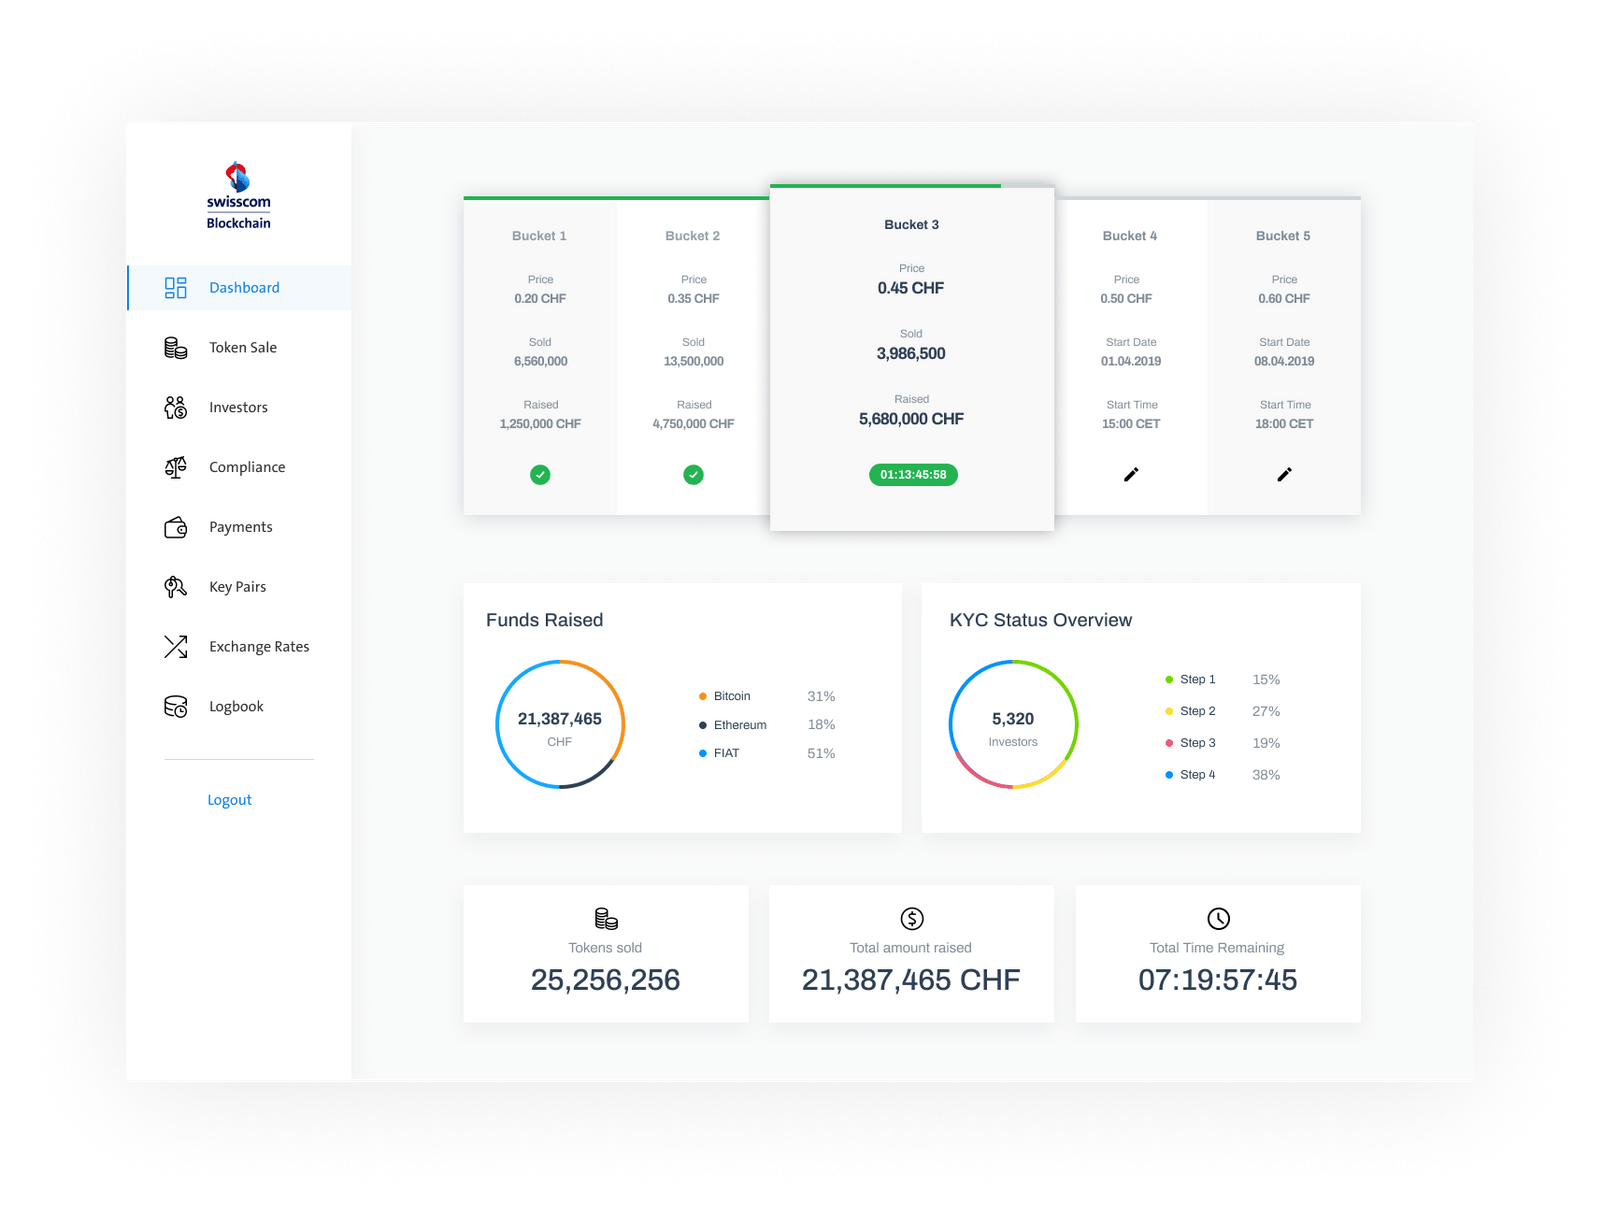 swisscom
Blockchain
Dashboard
Token Sale
Investors
Compliance
Payments
Key Pairs
Exchange Rates
Logbook
Logout
Bucket 1
Price
0.20 CHF
Sold
6,560,000
Raised
1,250,000 CHF
Bucket 2
Price
0.35 CHF
Sold
13,500,000
Raised
4,750,000 CHF
Bucket 3
Price
0.45 CHF
Sold
3,986,500
Raised
5,680,000 CHF
01:13:45:58
Bucket 4
Price
0.50 CHF
Start Date
01.04.2019
Start Time
15:00 CET
Bucket 5
Price
0.60 CHF
Start Date
08.04.2019
Start Time
18:00 CET
Funds Raised
21,387,465
CHF
Bitcoin 31%
Ethereum 18%
FIAT 51%
KYC Status Overview
5,320
Investors
Step 1 15%
Step 2 27%
Step 3 19%
Step 4 38%
Tokens sold
25,256,256
Total amount raised
21,387,465 CHF
Total Time Remaining
07:19:57:45